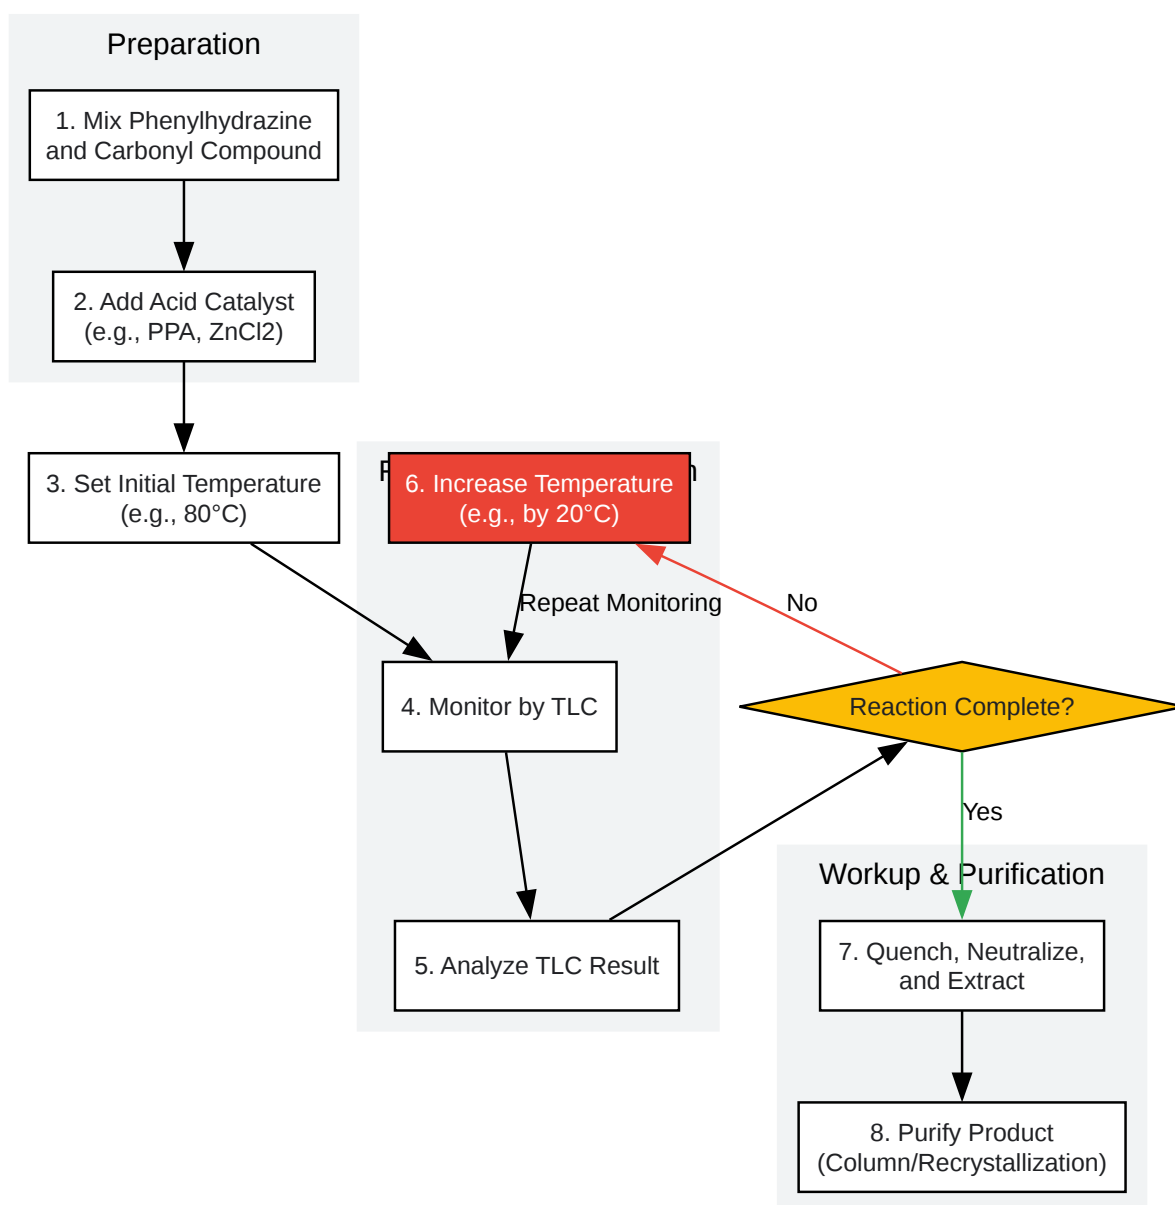 Preparation
1. Mix Phenylhydrazine
and Carbonyl Compound
2. Add Acid Catalyst
(e.g., PPA, ZnCl2)
3. Set Initial Temperature
(e.g., 80°C)
6. Increase Temperature
(e.g., by 20°C)
Repeat Monitoring
No
4. Monitor by TLC
Reaction Complete?
Yes
5. Analyze TLC Result
Workup & Purification
7. Quench, Neutralize,
and Extract
8. Purify Product
(Column/Recrystallization)